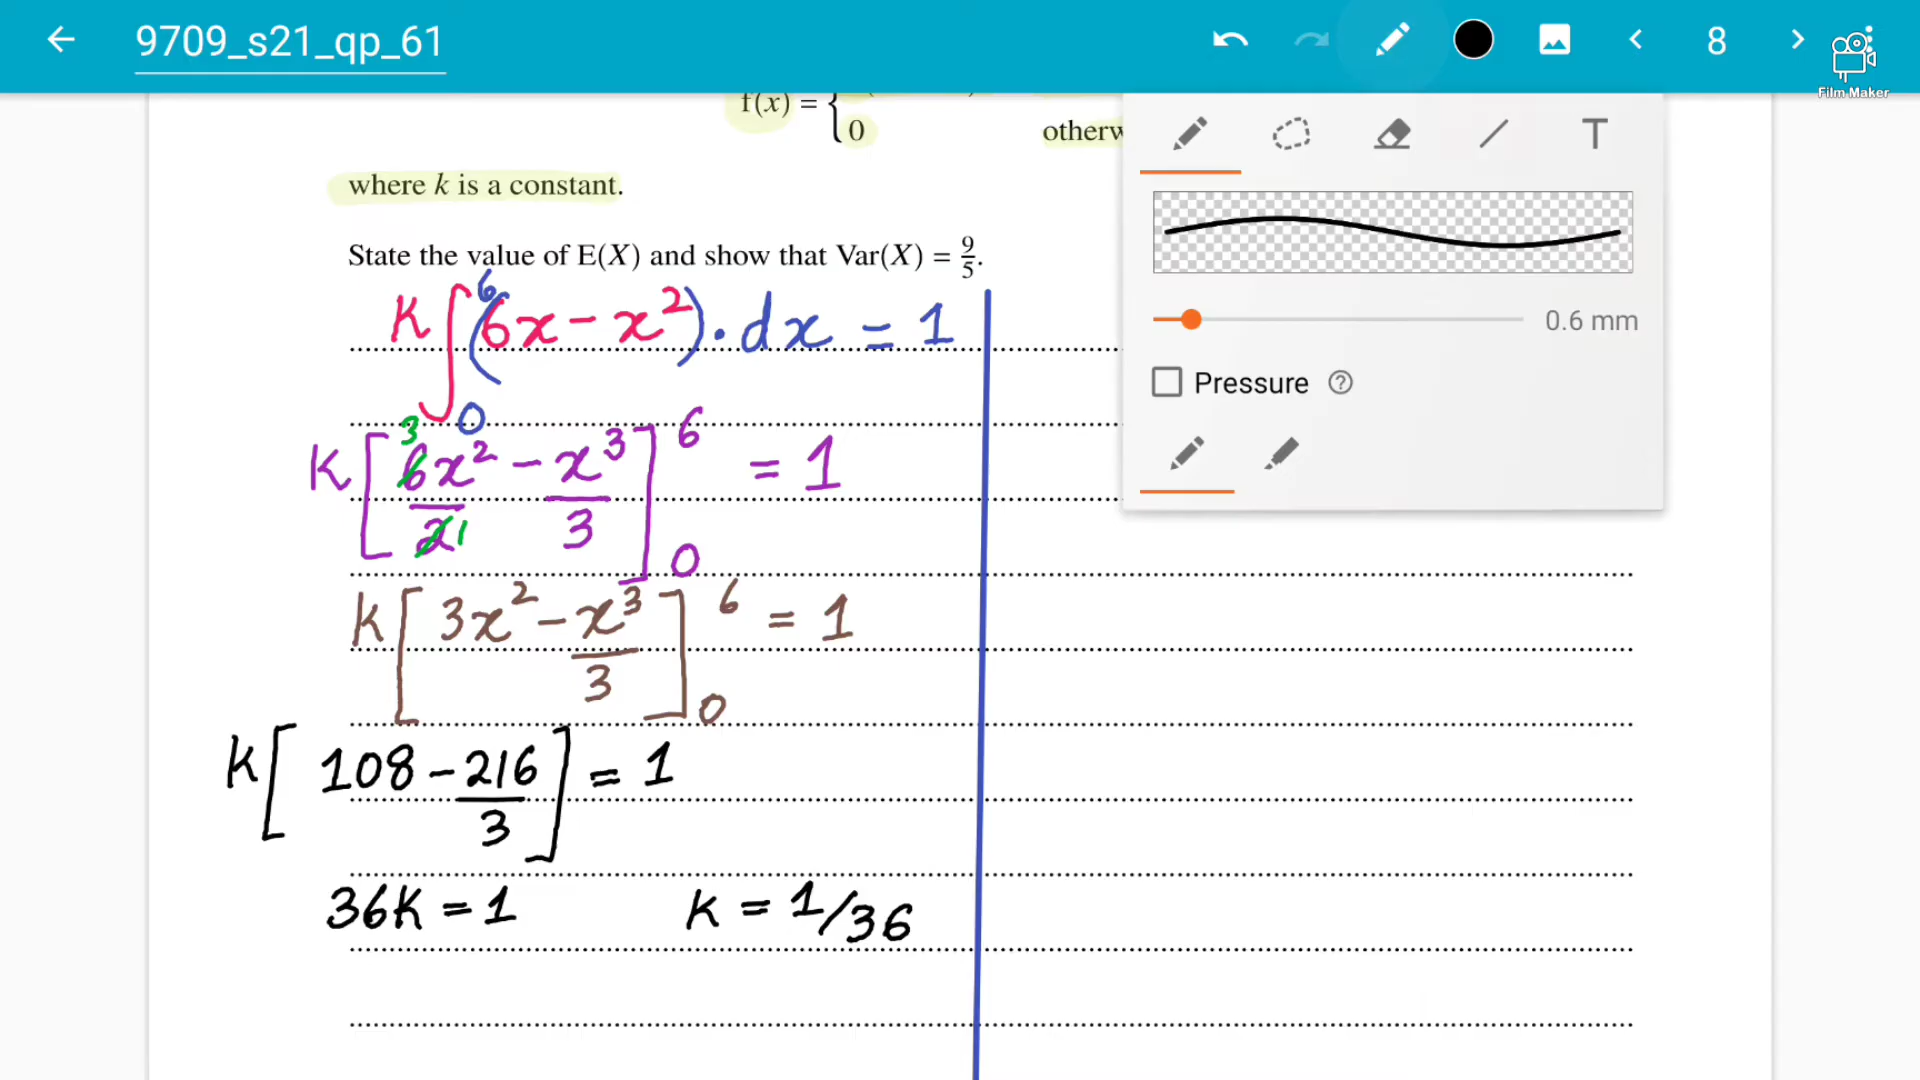 9709_s21_qp_61
8
Film Maker
f(x) = {
0
otherw
where k is a constant.
State the value of E(X) and show that Var(X) = 9/5.
K∫₀⁶(6x − x²).dx = 1
K[6x²/2 − x³/3]₀⁶ = 1
3
1
K[3x² − x³/3]₀⁶ = 1
K[108 − 216/3] = 1
36K = 1 K = 1/36
T
0.6 mm
Pressure
?